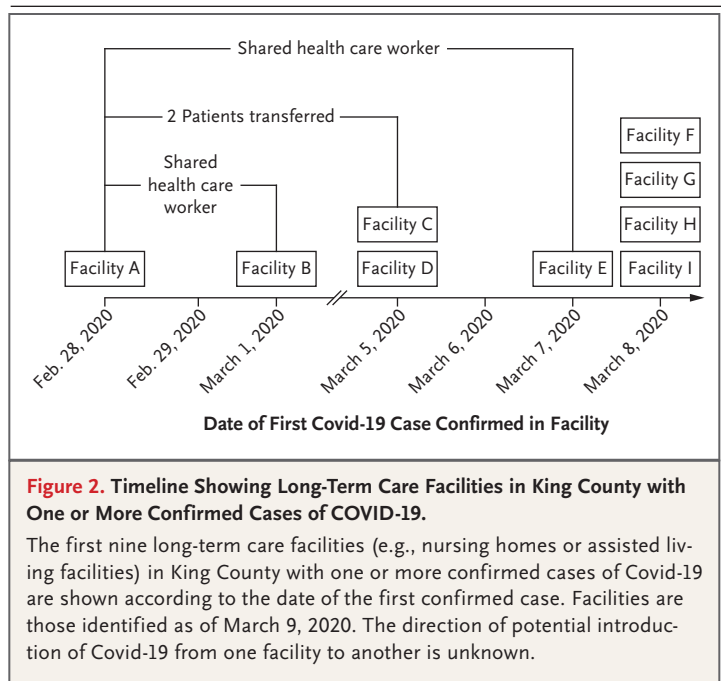 Shared health care worker
2 Patients transferred
Shared
health care
worker
Facility F
Facility G
Facility C
Facility H
Facility A
Facility B
Facility D
Facility E
Facility I
Feb. 28, 2020
Feb. 29, 2020
March 1, 2020
March 5, 2020
March 6, 2020
March 7, 2020
March 8, 2020
Date of First Covid-19 Case Confirmed in Facility
Figure 2. Timeline Showing Long-Term Care Facilities in King County with
One or More Confirmed Cases of COVID-19.
The first nine long-term care facilities (e.g., nursing homes or assisted liv-
ing facilities) in King County with one or more confirmed cases of Covid-19
are shown according to the date of the first confirmed case. Facilities are
those identified as of March 9, 2020. The direction of potential introduc-
tion of Covid-19 from one facility to another is unknown.